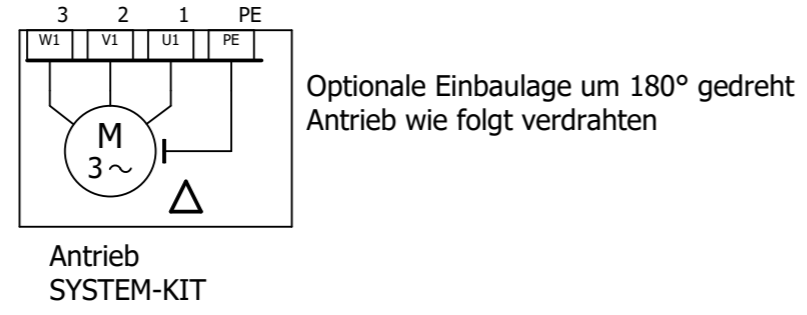 3 2 1 PE
W1 V1 U1 PE
Optionale Einbaulage um 180° gedreht
Antrieb wie folgt verdrahten
M
3~
Δ
Antrieb
SYSTEM-KIT